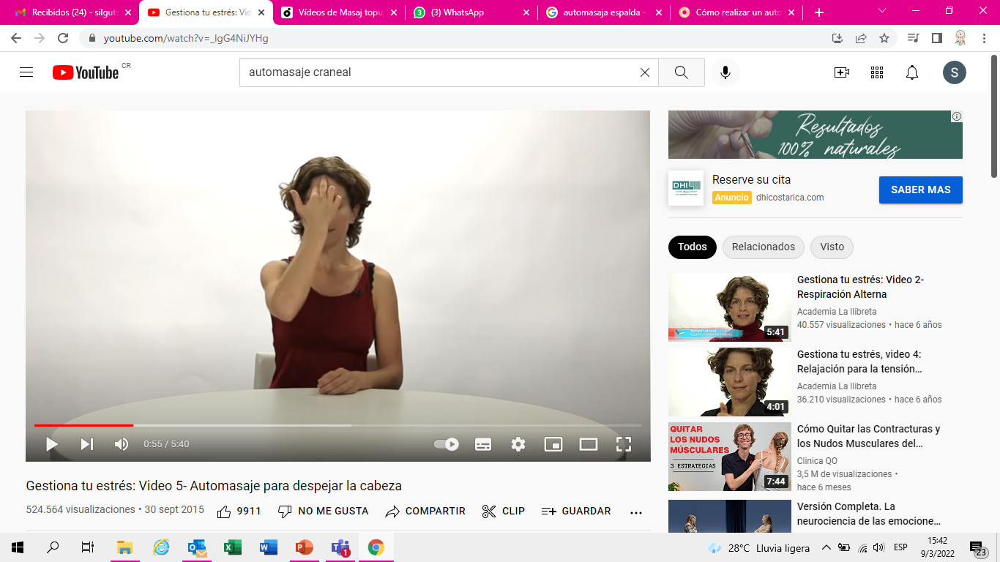 Recibidos (24) - silgut
Gestiona tu estrés: Vid
Vídeos de Masaj topu
(3) WhatsApp
automasaja espalda -
Cómo realizar un auto
youtube.com/watch?v=_IgG4NiJYHg
YouTube CR
automasaje craneal
S
Resultados
100% naturales
DHI
Reserve su cita
Anuncio dhicostarica.com
SABER MAS
Todos Relacionados Visto
Gestiona tu estrés: Video 2-
Respiración Alterna
Academia La llibreta
40.557 visualizaciones • hace 6 años
5:41
Gestiona tu estrés, video 4:
Relajación para la tensión...
Academia La llibreta
36.210 visualizaciones • hace 6 años
4:01
QUITAR
LOS NUDOS
MÚSCULARES
3 ESTRATEGIAS
7:44
Cómo Quitar las Contracturas y
los Nudos Musculares del...
Clinica QO
3,5 M de visualizaciones •
hace 6 meses
Versión Completa. La
neurociencia de las emocione...
0:55 / 5:40
Gestiona tu estrés: Video 5- Automasaje para despejar la cabeza
524.564 visualizaciones • 30 sept 2015
9911 NO ME GUSTA COMPARTIR CLIP GUARDAR
1
28°C Lluvia ligera
ESP
15:42
9/3/2022
23